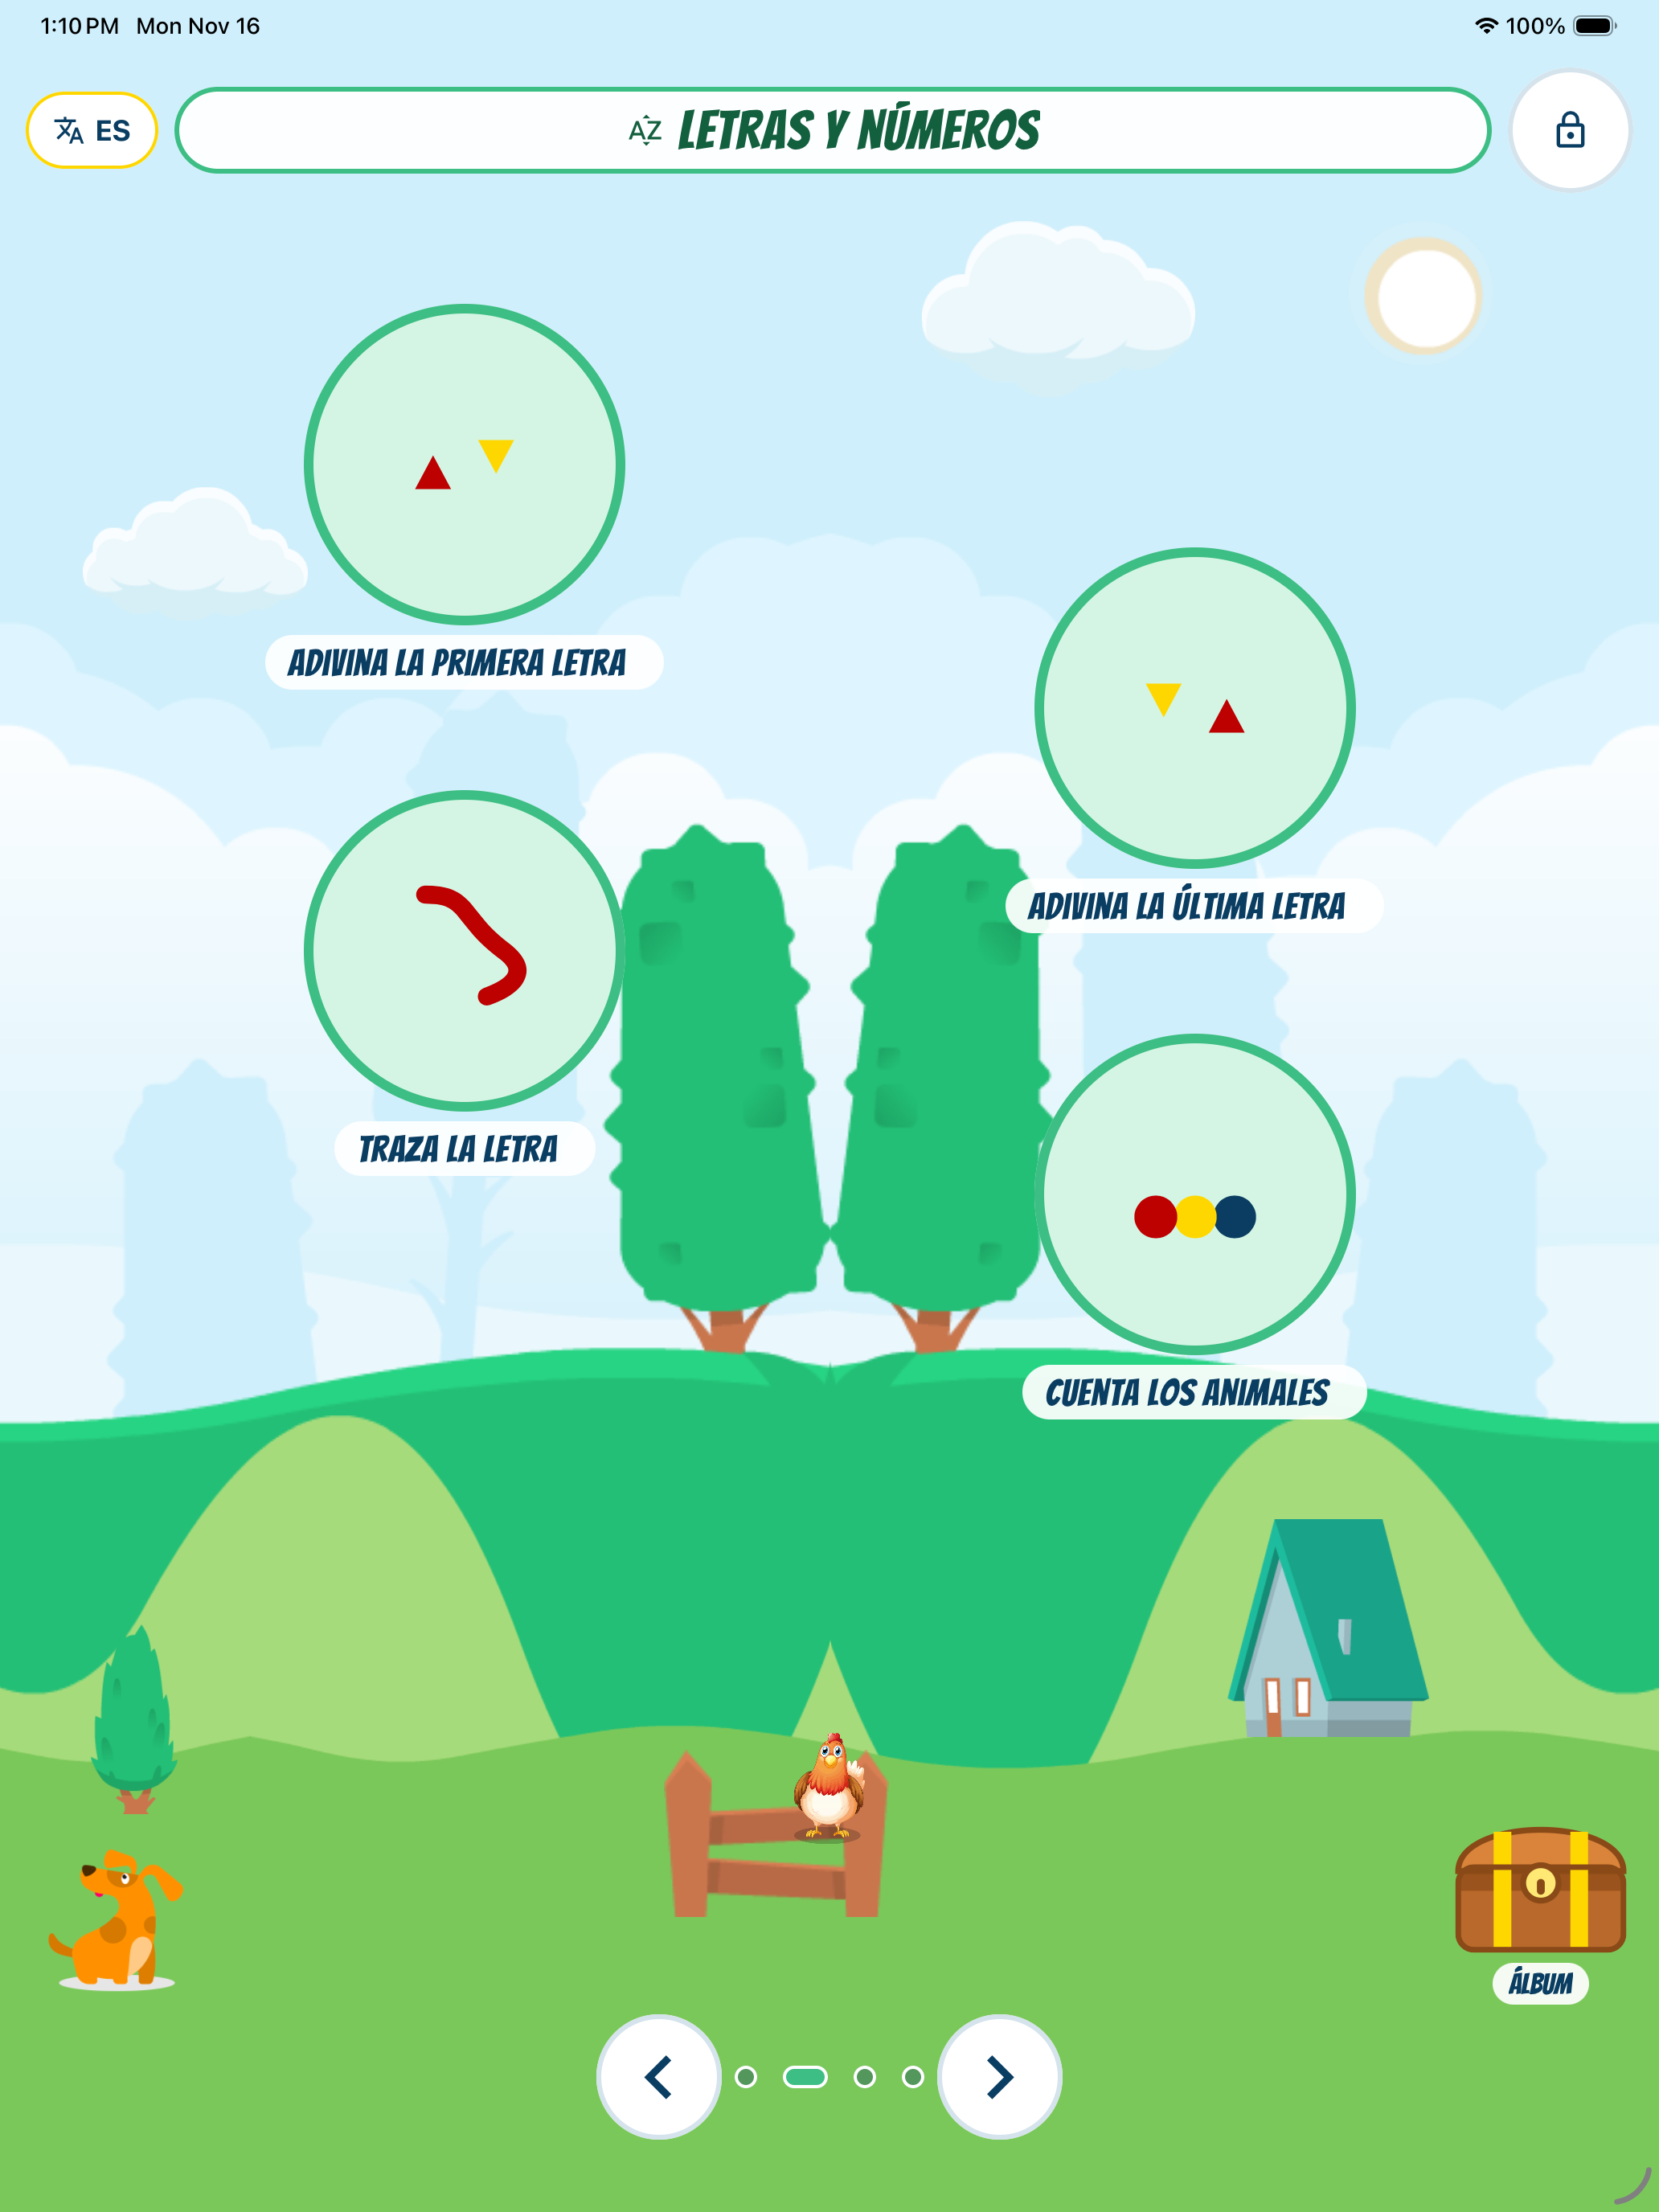 1:10 PM Mon Nov 16
100%
ES
AZ LETRAS Y NÚMEROS
ADIVINA LA PRIMERA LETRA
ADIVINA LA ÚLTIMA LETRA
TRAZA LA LETRA
CUENTA LOS ANIMALES
ÁLBUM